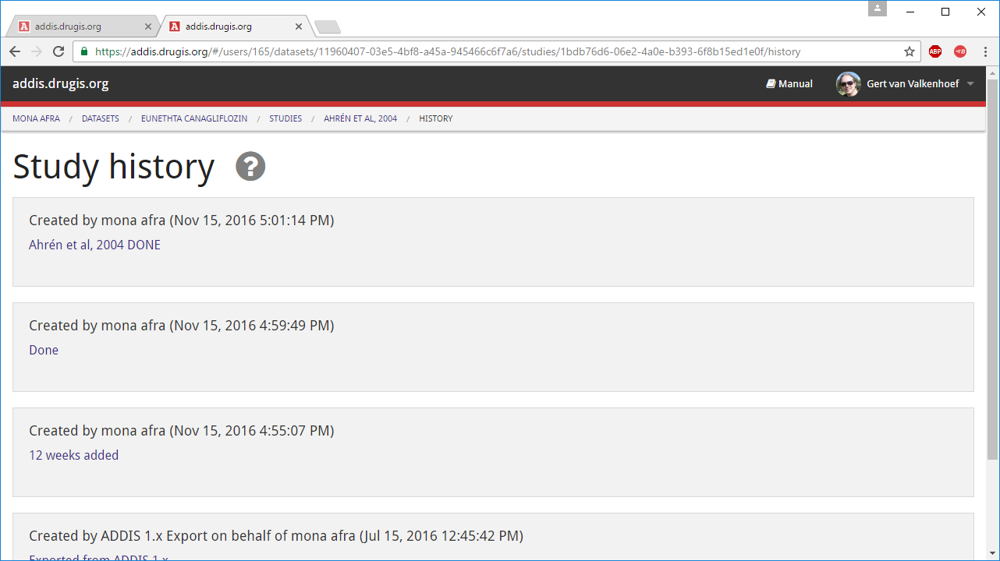 addis.drugis.org
addis.drugis.org
https://addis.drugis.org/#/users/165/datasets/11960407-03e5-4bf8-a45a-945466c6f7a6/studies/1bdb76d6-06e2-4a0e-b393-6f8b15ed1e0f/history
ABP
addis.drugis.org
Manual
Gert van Valkenhoef
MONA AFRA / DATASETS / EUNETHTA CANAGLIFLOZIN / STUDIES / AHRÉN ET AL, 2004 / HISTORY
Study history ?
Created by mona afra (Nov 15, 2016 5:01:14 PM)
Ahrén et al, 2004 DONE
Created by mona afra (Nov 15, 2016 4:59:49 PM)
Done
Created by mona afra (Nov 15, 2016 4:55:07 PM)
12 weeks added
Created by ADDIS 1.x Export on behalf of mona afra (Jul 15, 2016 12:45:42 PM)
Exported from ADDIS 1.x